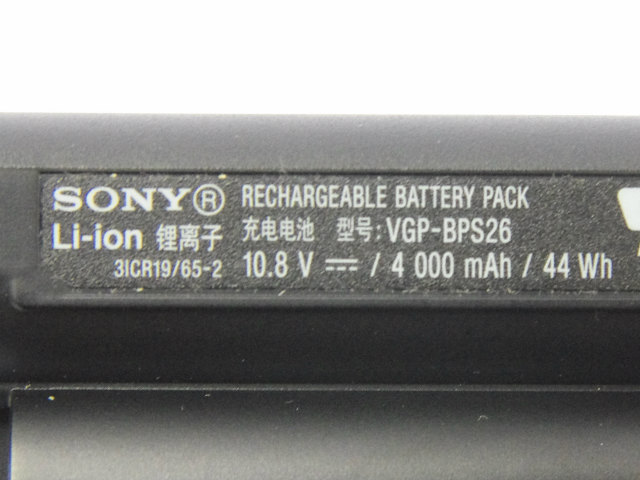 SONY® RECHARGEABLE BATTERY PACK
Li-ion 锂离子 充电电池 型号: VGP-BPS26
3ICR19/65-2 10.8 V ⎓ / 4 000 mAh / 44 Wh